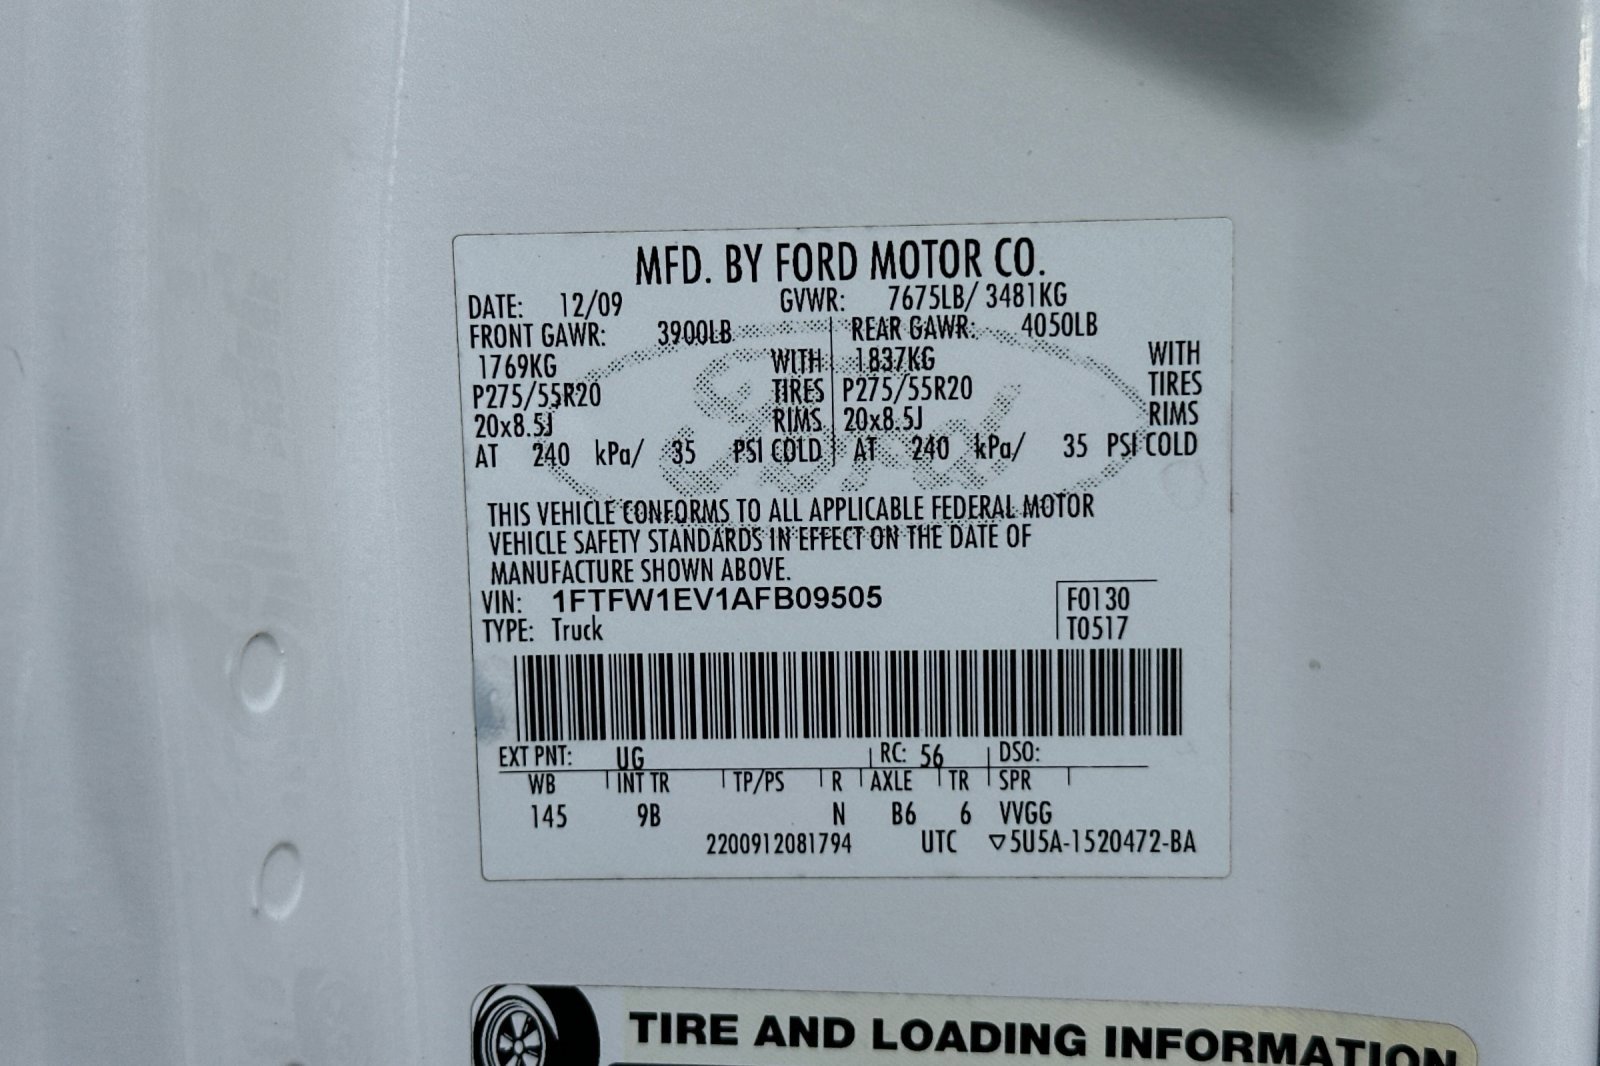 MFD. BY FORD MOTOR CO.
DATE: 12/09 GVWR: 7675LB/ 3481KG
FRONT GAWR: 3900LB REAR GAWR: 4050LB
1769KG WITH 1837KG WITH
P275/55R20 TIRES P275/55R20 TIRES
20x8.5J RIMS 20x8.5J RIMS
AT 240 kPa/ 35 PSI COLD AT 240 kPa/ 35 PSI COLD
Ford
THIS VEHICLE CONFORMS TO ALL APPLICABLE FEDERAL MOTOR
VEHICLE SAFETY STANDARDS IN EFFECT ON THE DATE OF
MANUFACTURE SHOWN ABOVE.
VIN: 1FTFW1EV1AFB09505 F0130
TYPE: Truck T0517
EXT PNT: UG RC: 56 DSO:
WB INT TR TP/PS R AXLE TR SPR
145 9B N B6 6 VVGG
2200912081794 UTC ▽5U5A-1520472-BA
TIRE AND LOADING INFORMATION